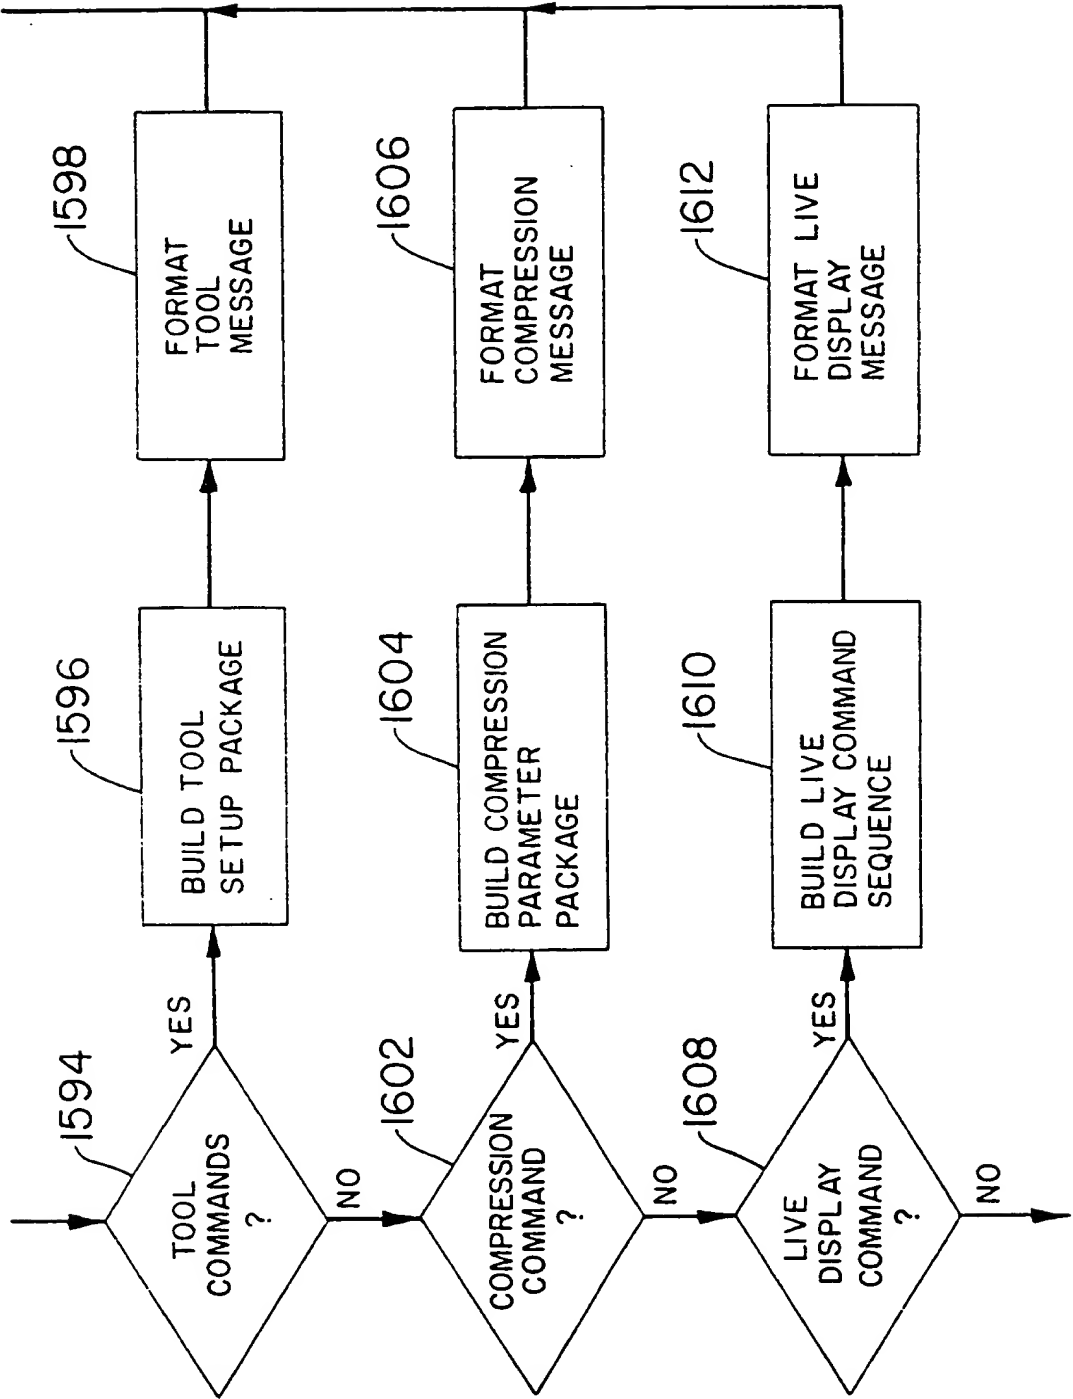 1594
TOOL
COMMANDS
?
YES
NO
1596
BUILD TOOL
SETUP PACKAGE
1598
FORMAT
TOOL
MESSAGE
1602
COMPRESSION
COMMAND
?
YES
NO
1604
BUILD COMPRESSION
PARAMETER
PACKAGE
1606
FORMAT
COMPRESSION
MESSAGE
1608
LIVE
DISPLAY
COMMAND
?
YES
NO
1610
BUILD LIVE
DISPLAY COMMAND
SEQUENCE
1612
FORMAT LIVE
DISPLAY
MESSAGE